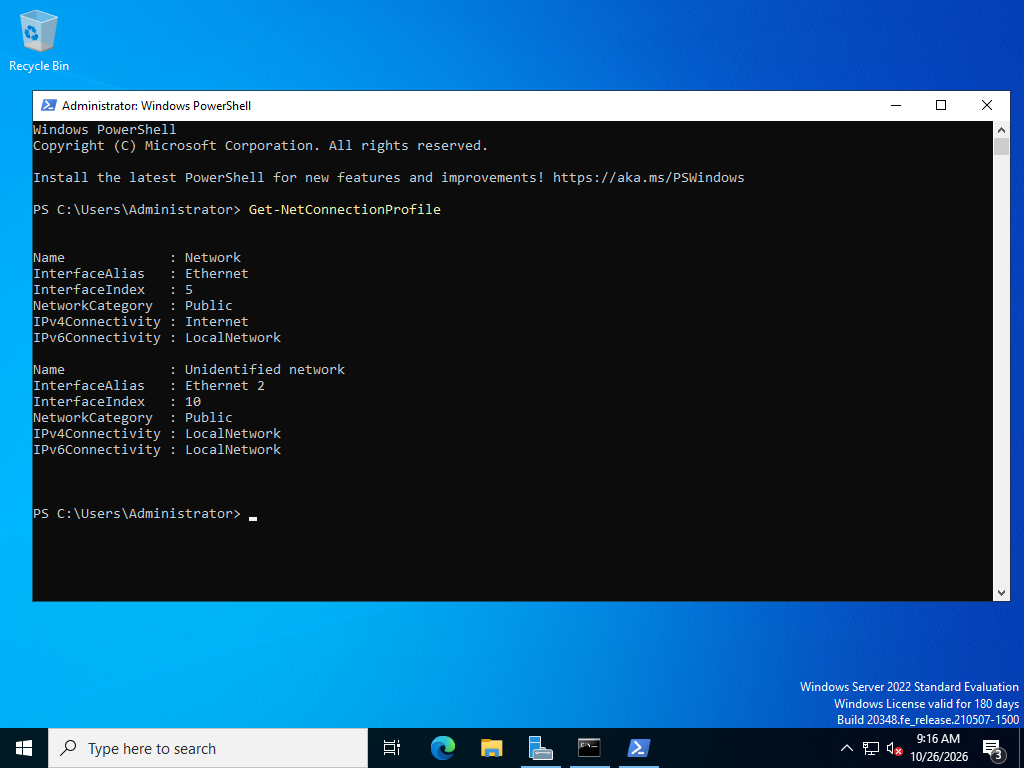 Recycle Bin
Administrator: Windows PowerShell
Windows PowerShell
Copyright (C) Microsoft Corporation. All rights reserved.
Install the latest PowerShell for new features and improvements! https://aka.ms/PSWindows
PS C:\Users\Administrator> Get-NetConnectionProfile
Name             : Network
InterfaceAlias   : Ethernet
InterfaceIndex   : 5
NetworkCategory  : Public
IPv4Connectivity : Internet
IPv6Connectivity : LocalNetwork
Name             : Unidentified network
InterfaceAlias   : Ethernet 2
InterfaceIndex   : 10
NetworkCategory  : Public
IPv4Connectivity : LocalNetwork
IPv6Connectivity : LocalNetwork
PS C:\Users\Administrator>
Windows Server 2022 Standard Evaluation
Windows License valid for 180 days
Build 20348.fe_release.210507-1500
Type here to search
9:16 AM
10/26/2026
3